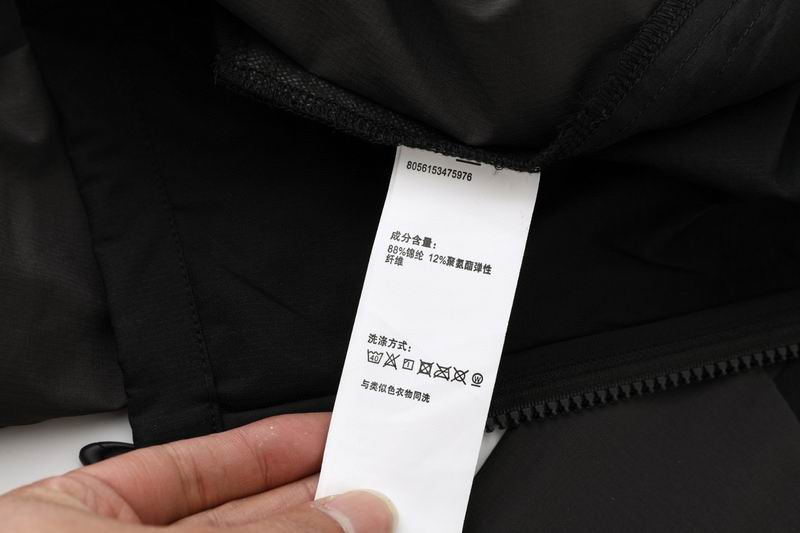 8056153475976
成分含量：
88%锦纶 12%聚氨酯弹性
纤维
洗涤方式：
40
与类似色衣物同洗